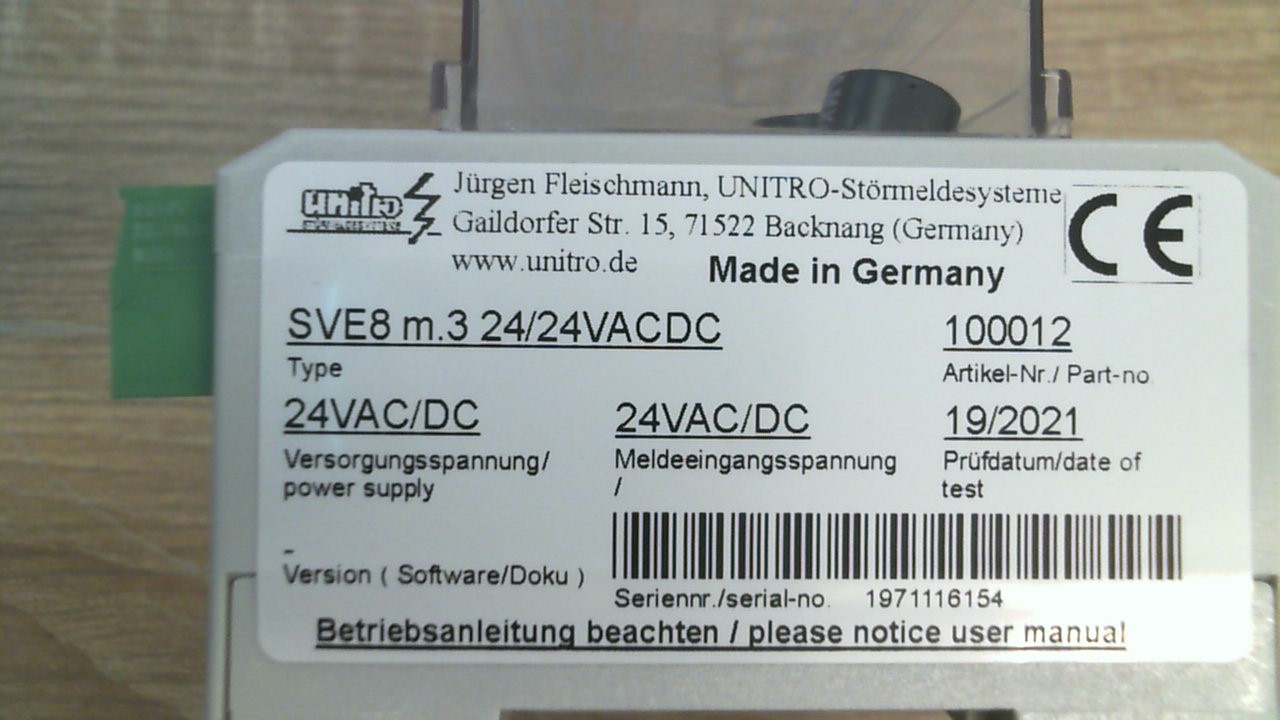 UNITRO
Jürgen Fleischmann, UNITRO-Störmeldesysteme
Gaildorfer Str. 15, 71522 Backnang (Germany)
www.unitro.de
Made in Germany
CE
SVE8 m.3 24/24VACDC
100012
Type
Artikel-Nr./ Part-no
24VAC/DC
24VAC/DC
19/2021
Versorgungsspannung/
power supply
Meldeeingangsspannung
/
Prüfdatum/date of
test
-
Version ( Software/Doku )
Seriennr./serial-no. 1971116154
Betriebsanleitung beachten / please notice user manual